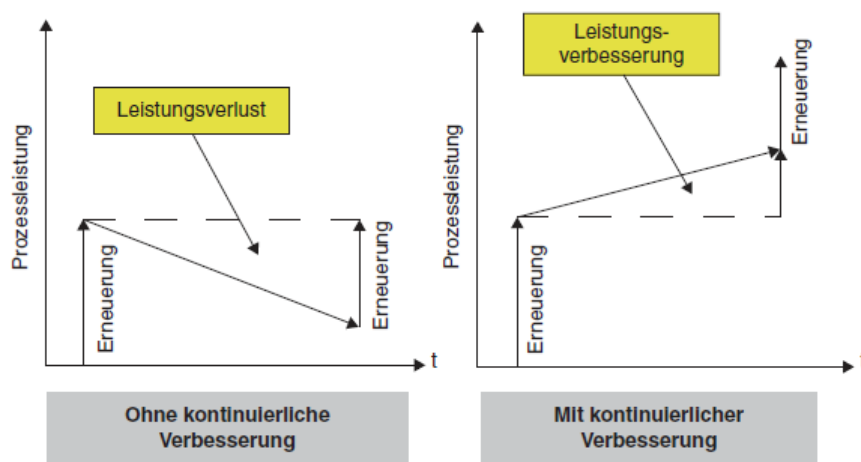 Prozessleistung
Leistungsverlust
Erneuerung
Erneuerung
t
Ohne kontinuierliche
Verbesserung
Prozessleistung
Leistungs-
verbesserung
Erneuerung
Erneuerung
t
Mit kontinuierlicher
Verbesserung